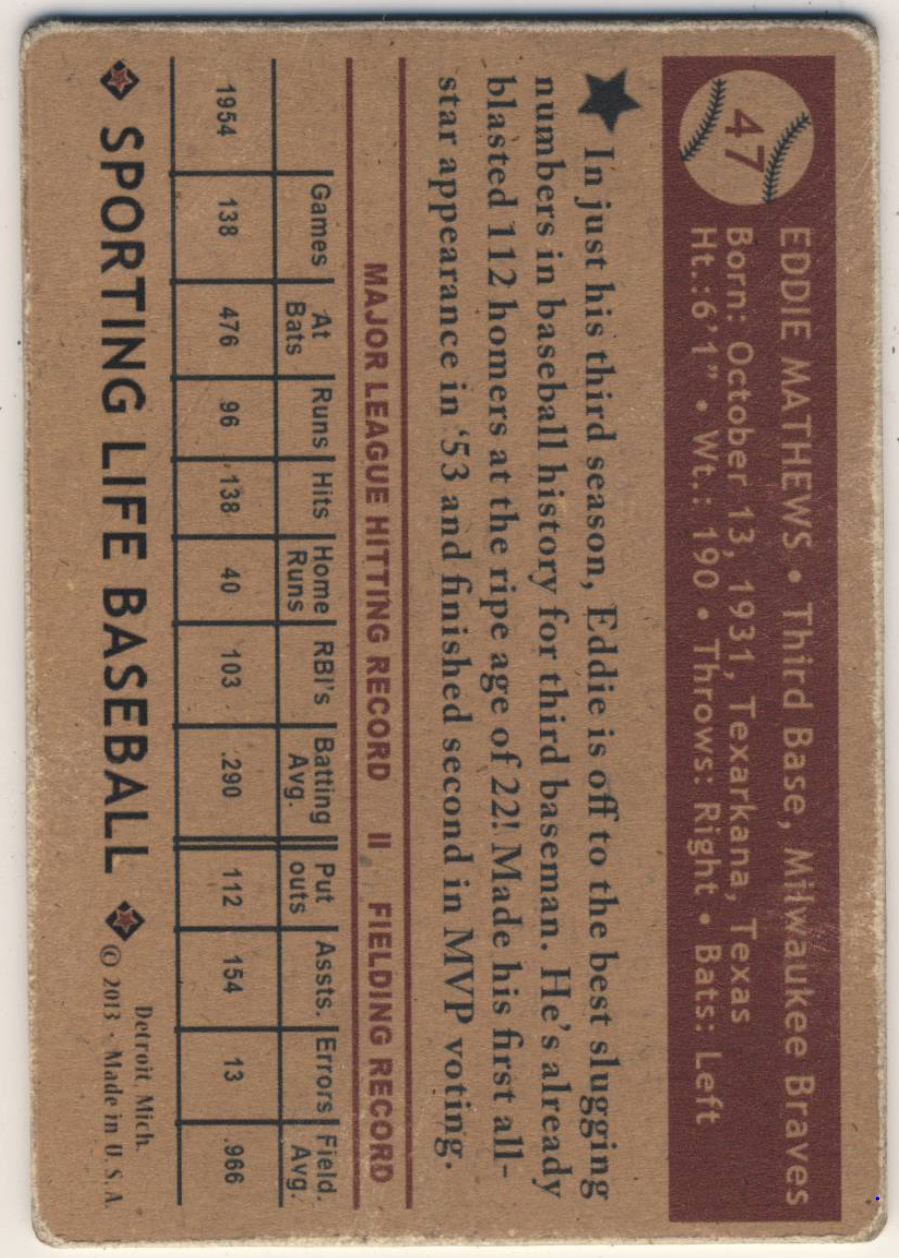 47
EDDIE MATHEWS • Third Base, Milwaukee Braves
Born: October 13, 1931, Texarkana, Texas
Ht.:6’1” • Wt.: 190 • Throws: Right • Bats: Left
★ In just his third season, Eddie is off to the best slugging
numbers in baseball history for third baseman. He’s already
blasted 112 homers at the ripe age of 22! Made his first all-
star appearance in ‘53 and finished second in MVP voting.
MAJOR LEAGUE HITTING RECORD II FIELDING RECORD
Games At Bats Runs Hits Home Runs RBI’s Batting Avg. Put outs Assts. Errors Field. Avg.
1954 138 476 96 138 40 103 .290 112 154 13 .966
SPORTING LIFE BASEBALL
Detroit, Mich.
© 2013 · Made in U. S. A.